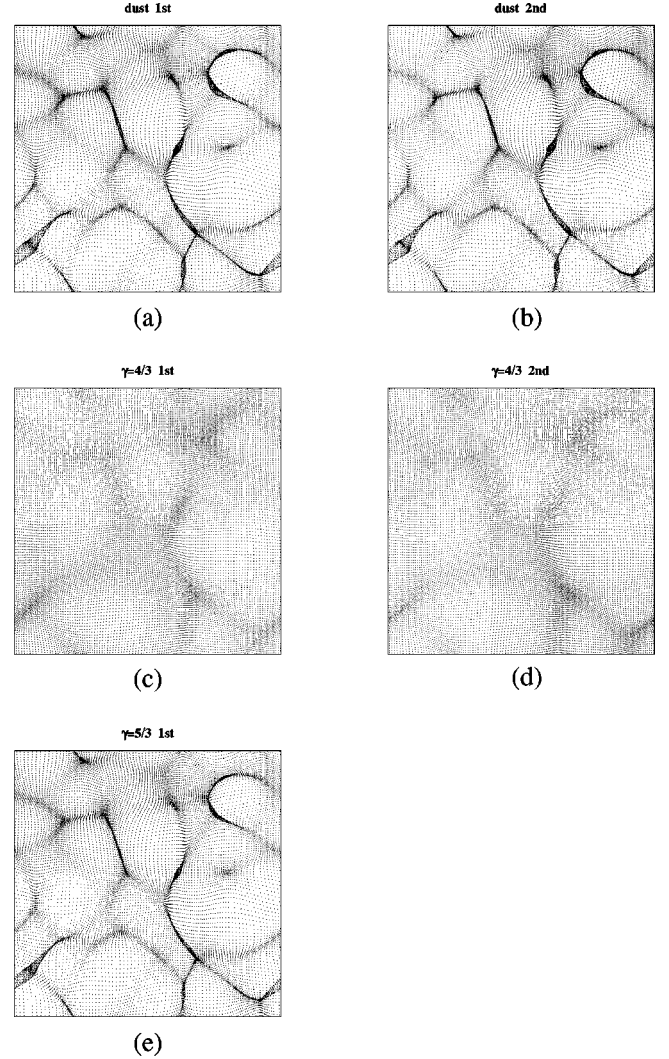 dust 1st
dust 2nd
(a)
(b)
γ=4/3 1st
γ=4/3 2nd
(c)
(d)
γ=5/3 1st
(e)